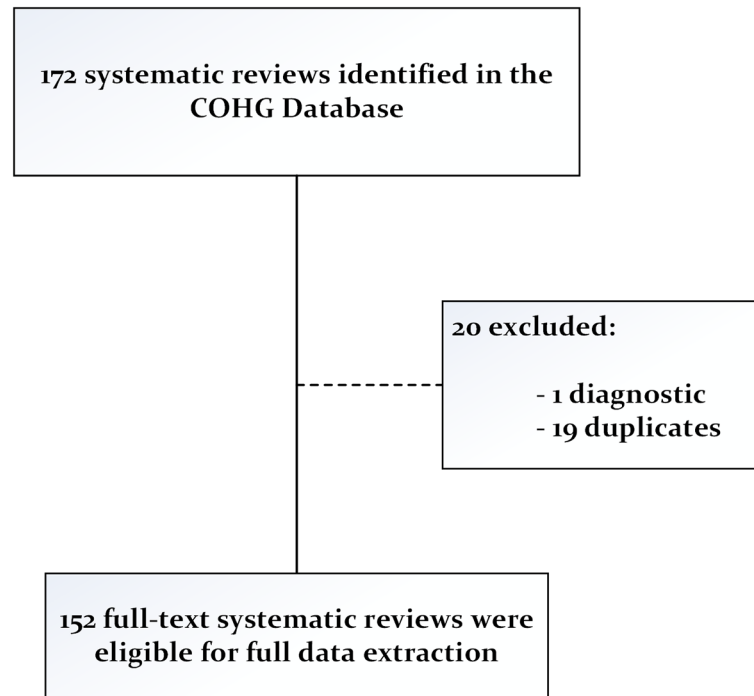 172 systematic reviews identified in the
COHG Database
20 excluded:
- 1 diagnostic
- 19 duplicates
152 full-text systematic reviews were
eligible for full data extraction